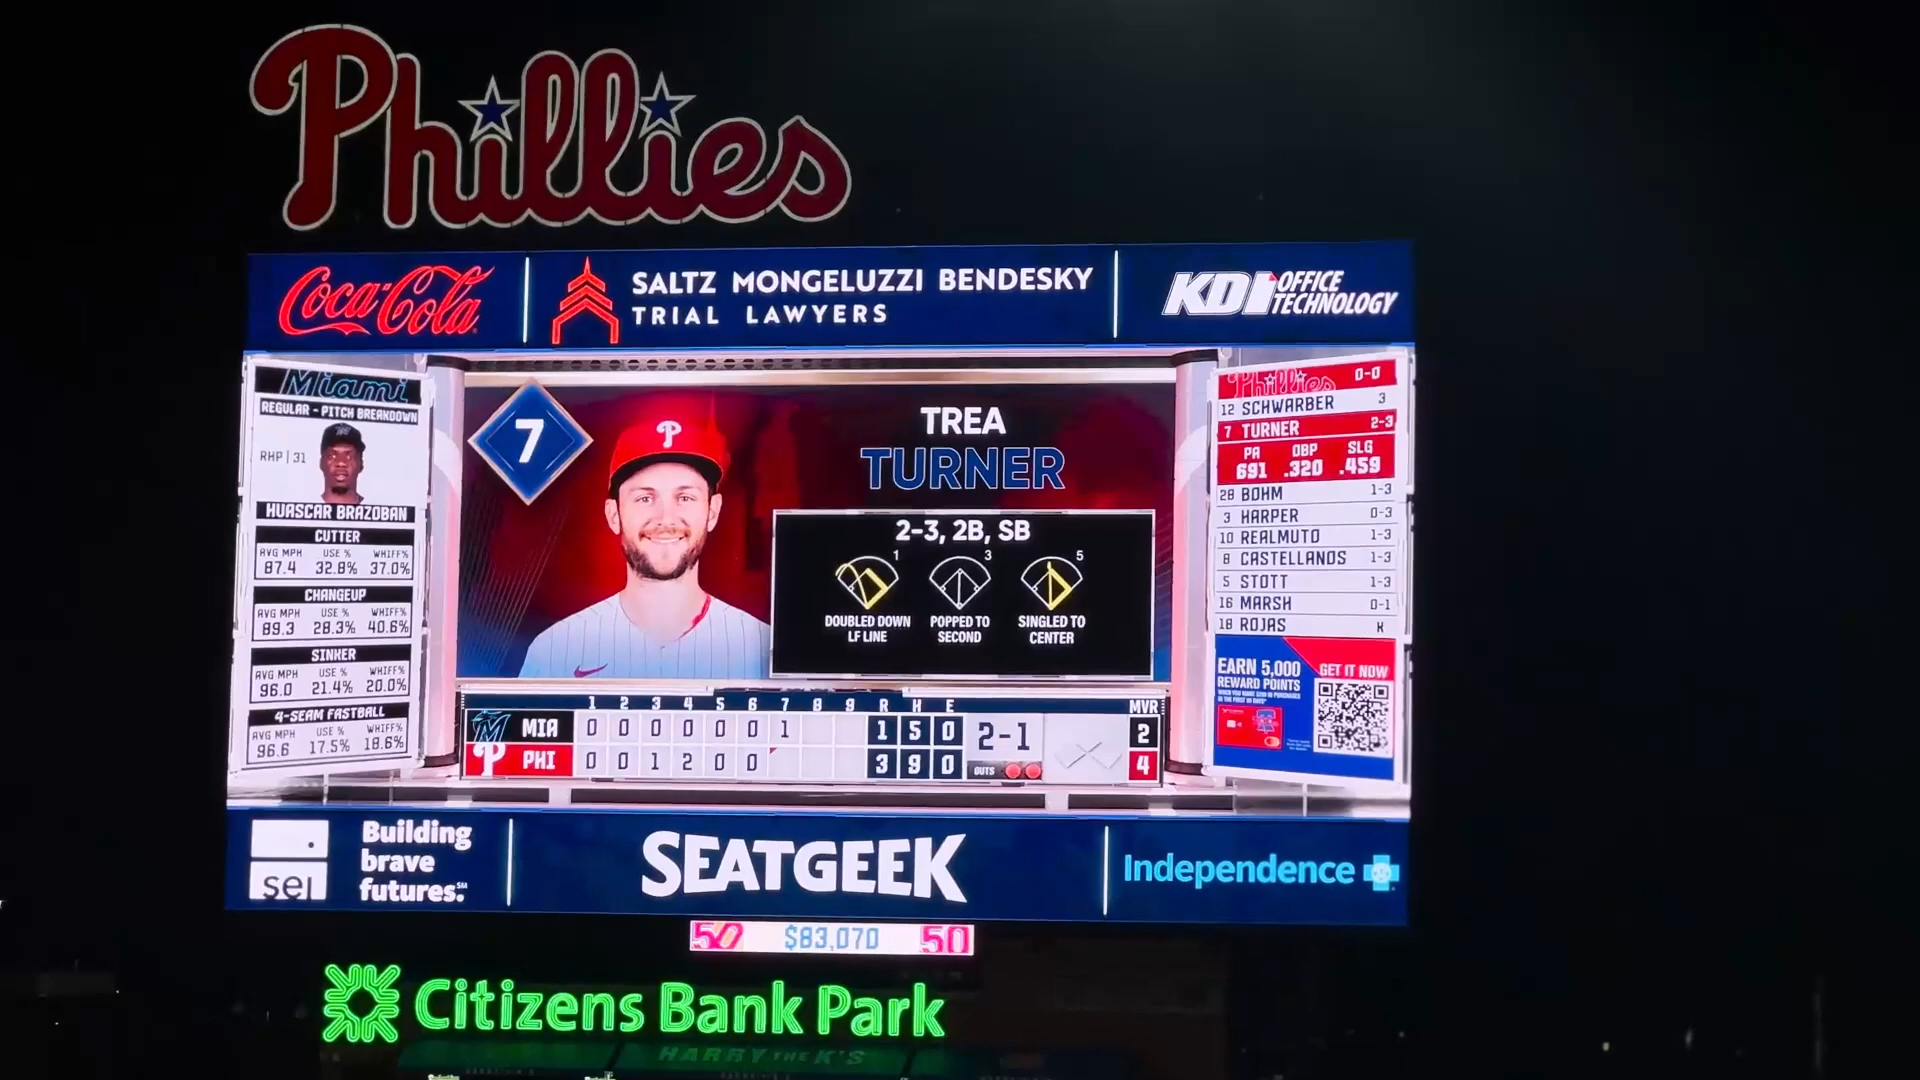 Phillies
Coca-Cola
SALTZ MONGELUZZI BENDESKY
TRIAL LAWYERS
KDI OFFICE
TECHNOLOGY
Miami
REGULAR - PITCH BREAKDOWN
RHP | 31
HUASCAR BRAZOBAN
CUTTER
AVG MPH USE % WHIFF%
87.4 32.8% 37.0%
CHANGEUP
AVG MPH USE % WHIFF%
89.3 28.3% 40.6%
SINKER
AVG MPH USE % WHIFF%
96.0 21.4% 20.0%
4-SEAM FASTBALL
AVG MPH USE % WHIFF%
96.6 17.5% 18.6%
7
P
TREA
TURNER
2-3, 2B, SB
1 3 5
DOUBLED DOWN
LF LINE
POPPED TO
SECOND
SINGLED TO
CENTER
Phillies 0-0
12 SCHWARBER 3
7 TURNER 2-3
PA OBP SLG
691 .320 .459
28 BOHM 1-3
3 HARPER 0-3
10 REALMUTO 1-3
8 CASTELLANOS 1-3
5 STOTT 1-3
16 MARSH 0-1
18 ROJAS K
EARN 5,000
REWARD POINTS
GET IT NOW
1 2 3 4 5 6 7 8 9 R H E MVR
M MIA 0 0 0 0 0 0 1 1 5 0 2-1 2
P PHI 0 0 1 2 0 0 3 9 0 OUTS 4
sei
Building
brave
futures.℠
SEATGEEK
Independence
50 $83,070 50
Citizens Bank Park
HARRY THE K'S